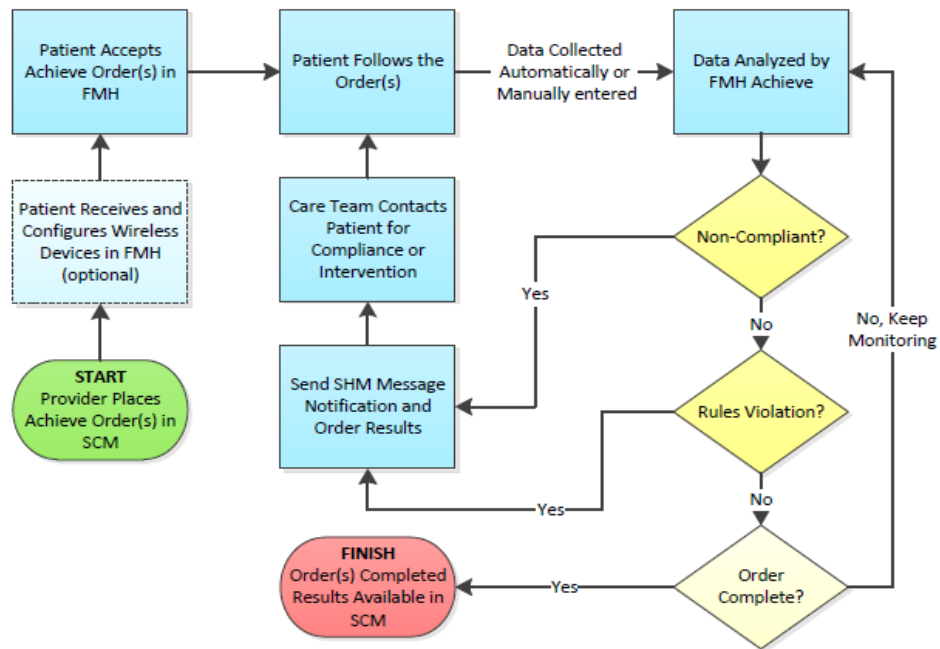 Patient Accepts
Achieve Order(s) in
FMH
Patient Follows the
Order(s)
Data Collected
Automatically or
Manually entered
Data Analyzed by
FMH Achieve
Patient Receives and
Configures Wireless
Devices in FMH
(optional)
Care Team Contacts
Patient for
Compliance or
Intervention
Non-Compliant?
Yes
No
No, Keep
Monitoring
START
Provider Places
Achieve Order(s) in
SCM
Send SHM Message
Notification and
Order Results
Rules Violation?
Yes
No
FINISH
Order(s) Completed
Results Available in
SCM
Yes
Order
Complete?